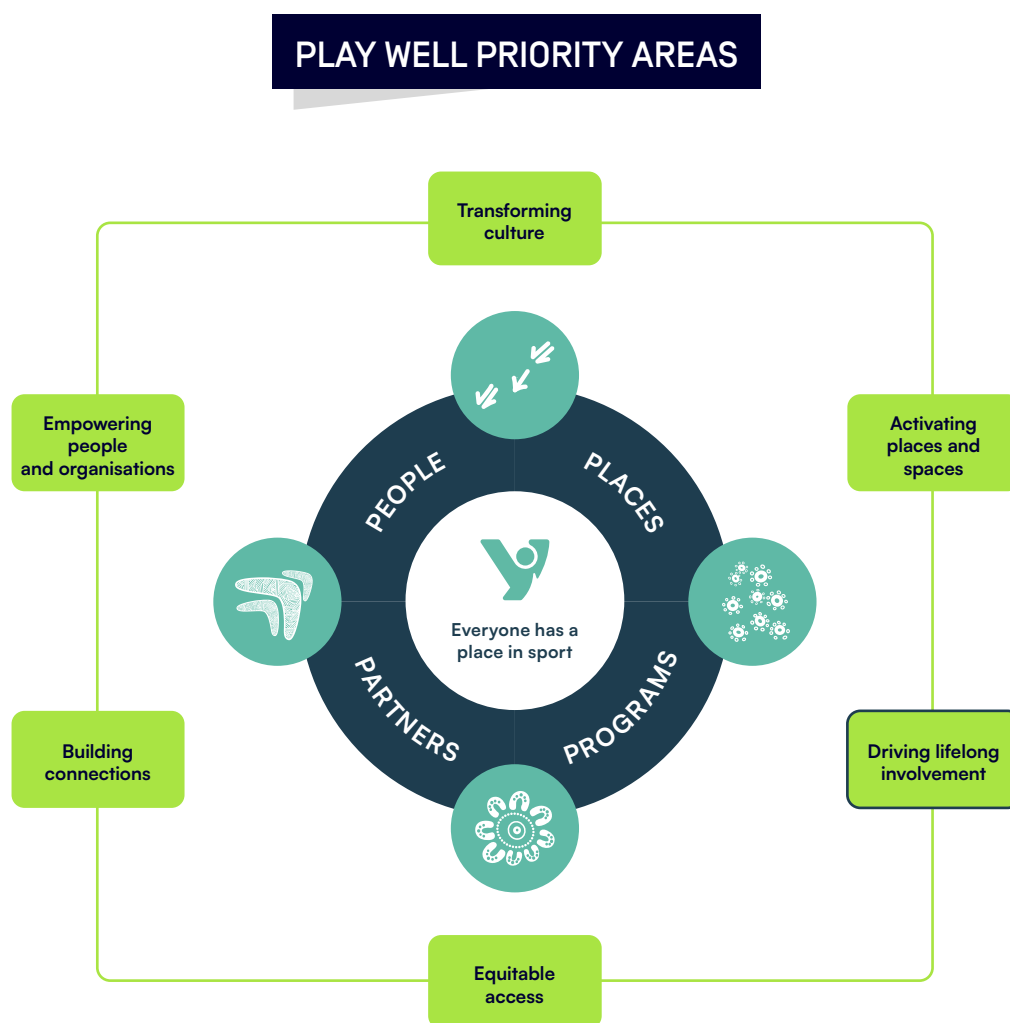 PLAY WELL PRIORITY AREAS
Transforming
culture
Empowering
people
and organisations
Activating
places and
spaces
PEOPLE
PLACES
Everyone has a
place in sport
PARTNERS
PROGRAMS
Building
connections
Driving lifelong
involvement
Equitable
access